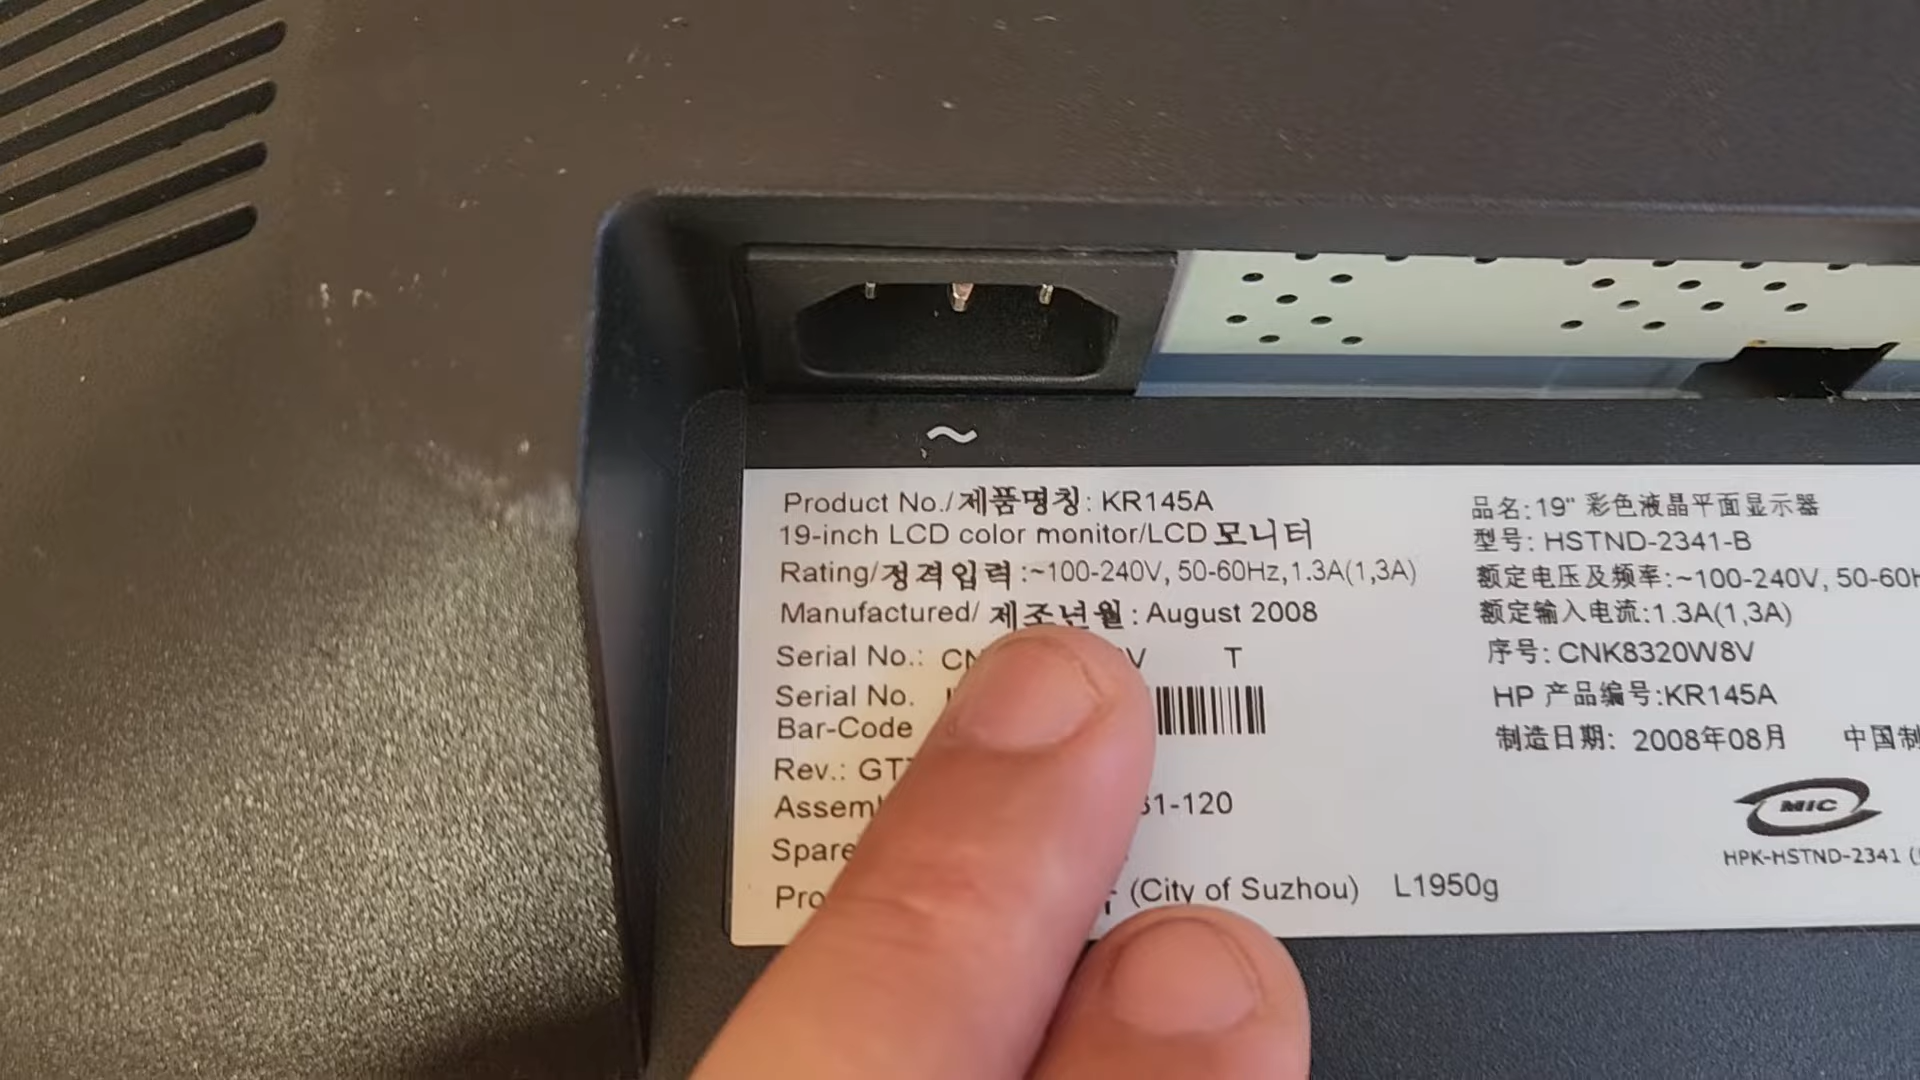 ~
Product No./제품명칭: KR145A
19-inch LCD color monitor/LCD 모니터
Rating/정격입력:~100-240V, 50-60Hz,1.3A(1,3A)
Manufactured/ 제조년월: August 2008
Serial No.: T
Serial No.
Bar-Code
Rev.:
-120
(City of Suzhou) L1950g
品名: 19" 彩色液晶平面显示器
型号: HSTND-2341-B
额定电压及频率:~100-240V, 50-60H
额定输入电流:1.3A(1,3A)
序号: CNK8320W8V
HP 产品编号:KR145A
制造日期: 2008年08月 中国制
MIC
HPK-HSTND-2341